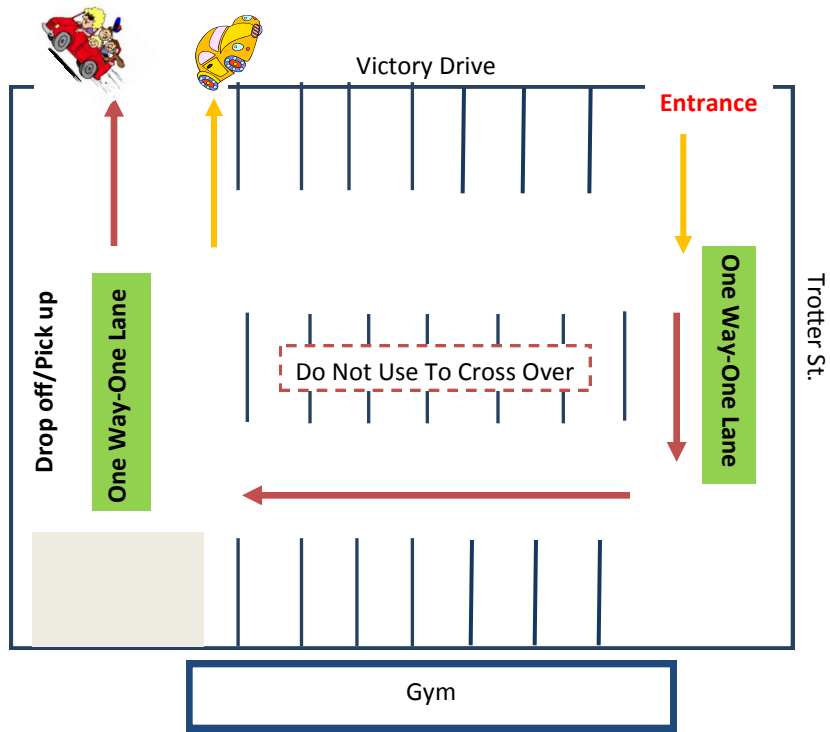 Victory Drive
Entrance
Drop off/Pick up
One Way-One Lane
Do Not Use To Cross Over
One Way-One Lane
Trotter St.
Gym